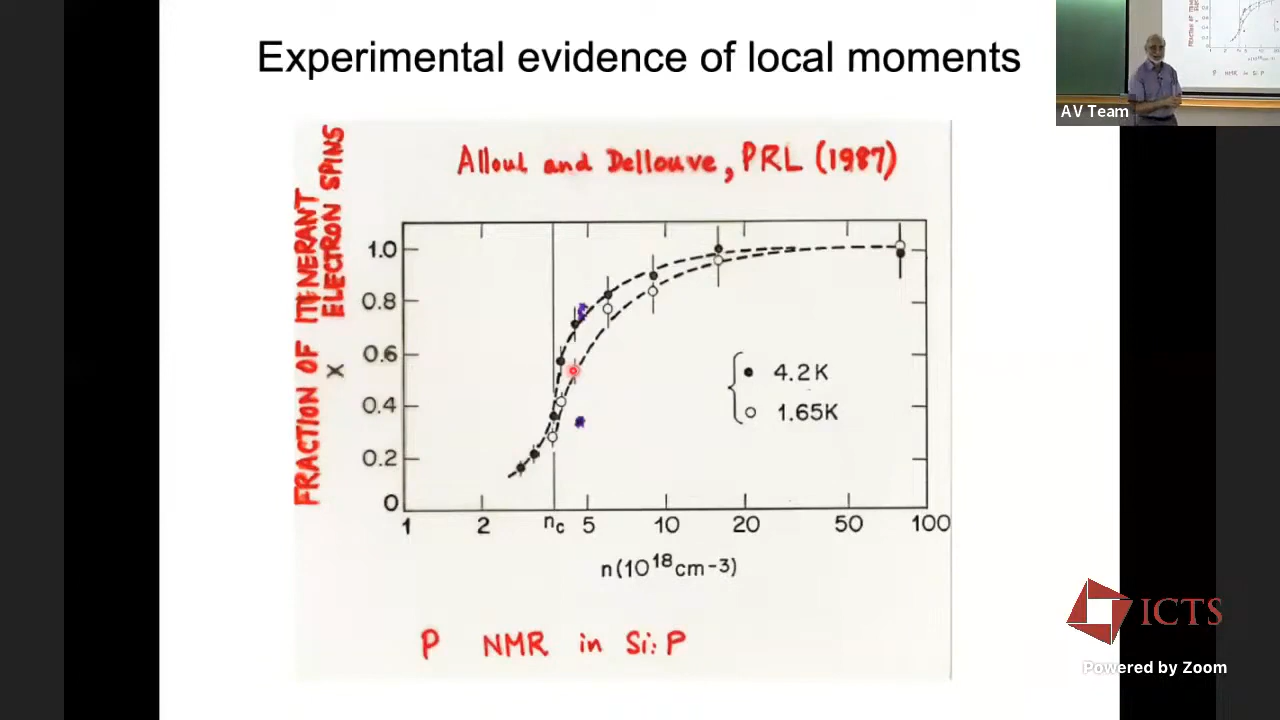 Experimental evidence of local moments
AV Team
Alloul and Dellouve, PRL (1987)
FRACTION OF ITINERANT
ELECTRON SPINS
x
1.0
0.8
0.6
0.4
0.2
0
4.2K
1.65K
1 2 nc 5 10 20 50 100
n(10¹⁸cm-3)
P NMR in Si:P
ICTS
Powered by Zoom